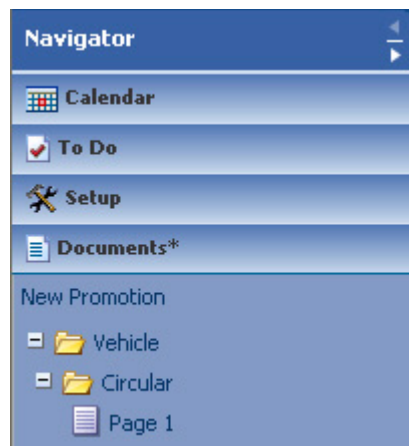 Navigator
Calendar
To Do
Setup
Documents*
New Promotion
Vehicle
Circular
Page 1